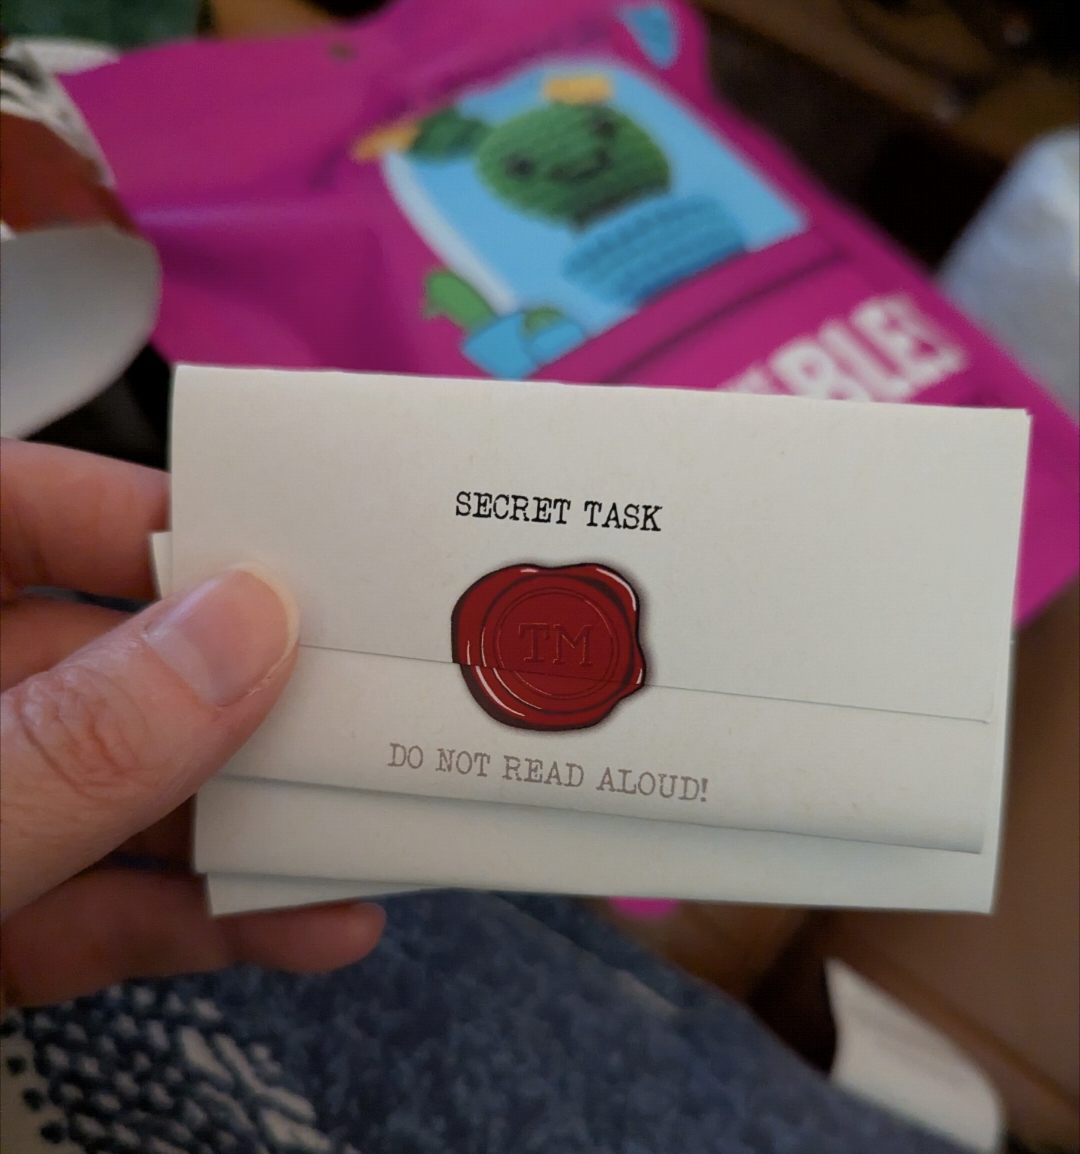 SECRET TASK
TM
DO NOT READ ALOUD!